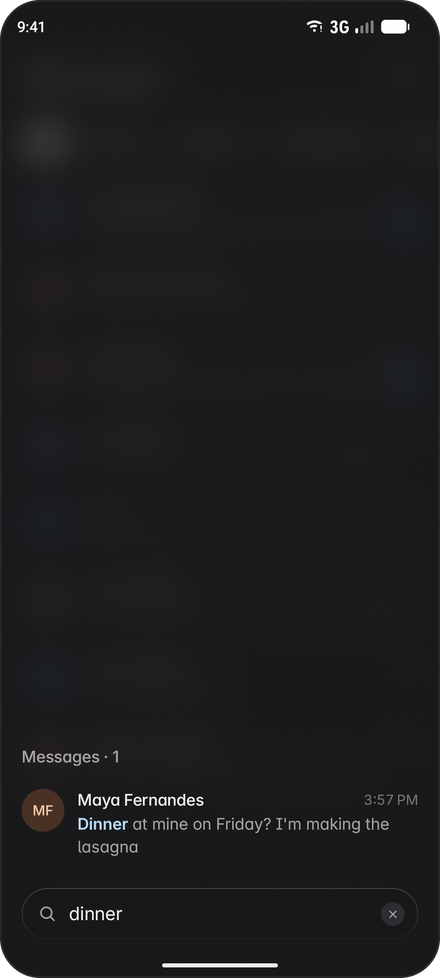 9:41
3G
Messages · 1
MF
Maya Fernandes
3:57 PM
Dinner at mine on Friday? I'm making the
lasagna
dinner